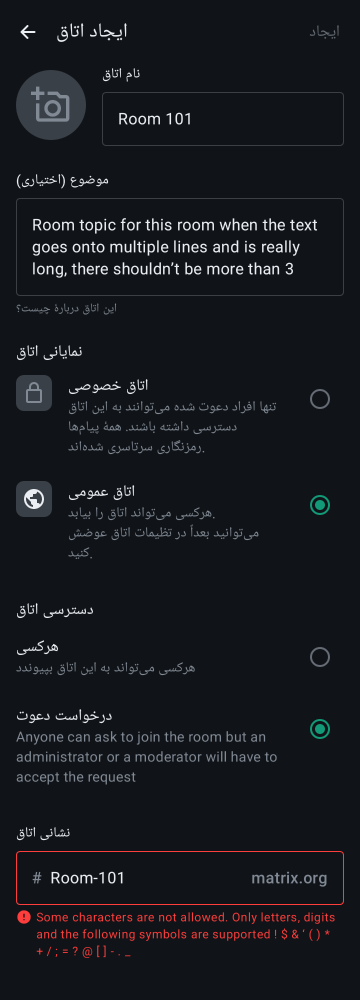 ایجاد اتاق
ایجاد
نام اتاق
Room 101
موضوع (اختیاری)
Room topic for this room when the text
goes onto multiple lines and is really
long, there shouldn't be more than 3
این اتاق دربارهٔ چیست؟
نمایانی اتاق
اتاق خصوصی
تنها افراد دعوت شده می‌توانند به این اتاق
دسترسی داشته باشند. همهٔ پیام‌ها
رمزنگاری سرتاسری شده‌اند.
اتاق عمومی
هرکسی می‌تواند اتاق را بیابد.
می‌توانید بعداً در تظیمات اتاق عوضش
کنید.
دسترسی اتاق
هرکسی
هرکسی می‌تواند به این اتاق بپیوندد
درخواست دعوت
Anyone can ask to join the room but an
administrator or a moderator will have to
accept the request
نشانی اتاق
# Room-101 matrix.org
Some characters are not allowed. Only letters, digits
and the following symbols are supported ! $ & ‘ ( ) *
+ / ; = ? @ [ ] - . _